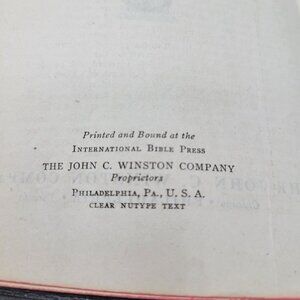 Printed and Bound at the
INTERNATIONAL BIBLE PRESS
THE JOHN C. WINSTON COMPANY
Proprietors
PHILADELPHIA, PA., U. S. A.
CLEAR NUTYPE TEXT